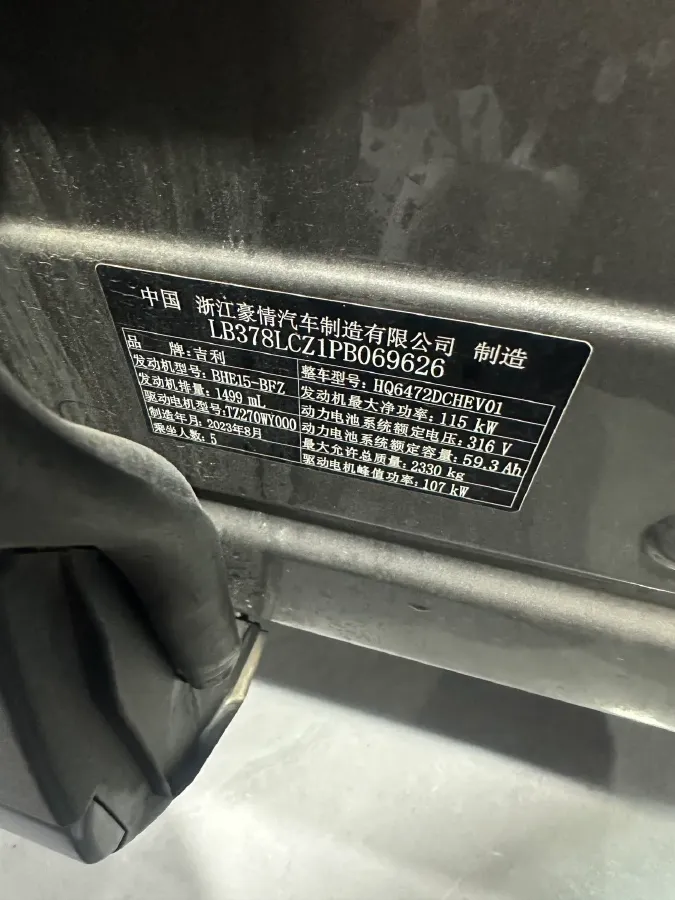 中国 浙江豪情汽车制造有限公司 制造
LB378LCZ1PB069626
品 牌:吉利 整车型号:HQ6472DCHEV01
发动机型号:BHE15-BFZ 发动机最大净功率:115 kW
发动机排量:1499 mL 动力电池系统额定电压:316 V
驱动电机型号:TZ270WY000 动力电池系统额定容量:59.3 Ah
制造年月:2023年8月 最大允许总质量:2330 kg
乘坐人数:5 驱动电机峰值功率:107 kW